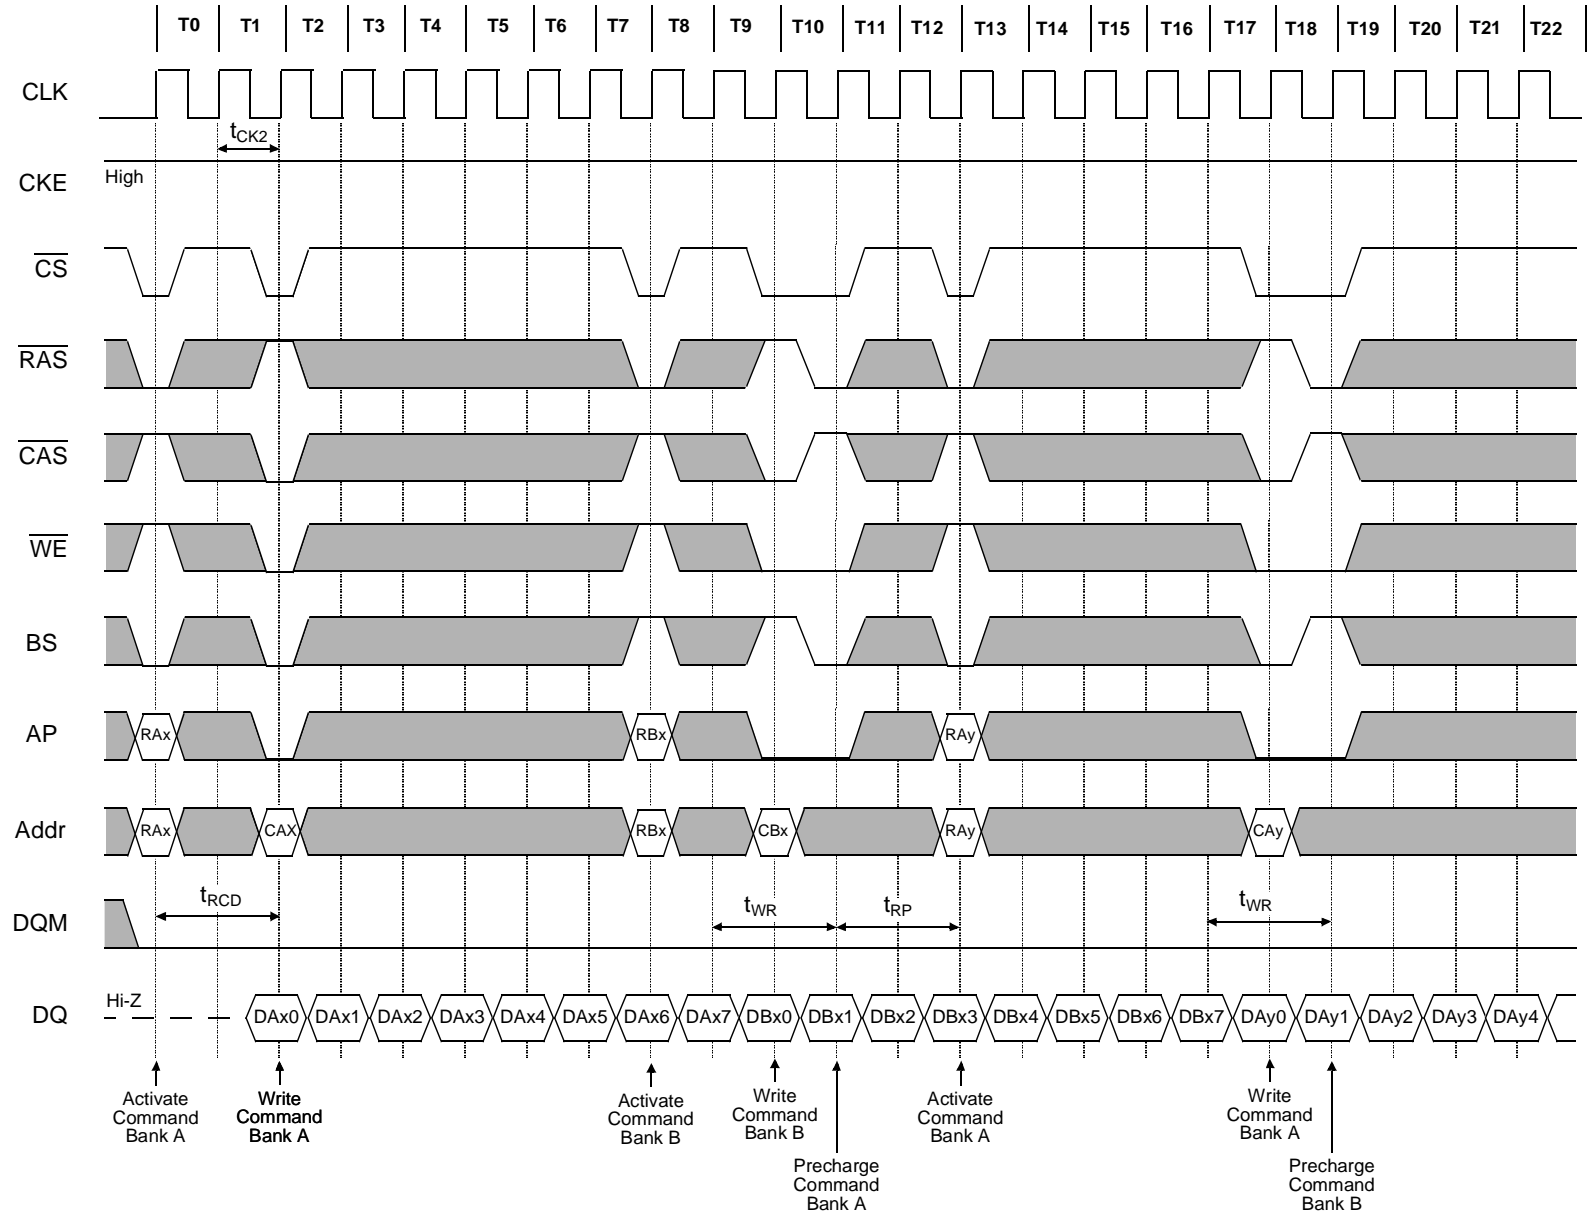 T0 T1 T2 T3 T4 T5 T6 T7 T8 T9 T10 T11 T12 T13 T14 T15 T16 T17 T18 T19 T20 T21 T22
CLK
tCK2
CKE
High
CS
RAS
CAS
WE
BS
AP
RAx RBx RAy
Addr
RAx CAX RBx CBx RAy CAy
DQM
tRCD tWR tRP tWR
DQ
Hi-Z
DAx0 DAx1 DAx2 DAx3 DAx4 DAx5 DAx6 DAx7 DBx0 DBx1 DBx2 DBx3 DBx4 DBx5 DBx6 DBx7 DAy0 DAy1 DAy2 DAy3 DAy4
Activate
Command
Bank A
Write
Command
Bank A
Activate
Command
Bank B
Write
Command
Bank B
Precharge
Command
Bank A
Activate
Command
Bank A
Write
Command
Bank A
Precharge
Command
Bank B